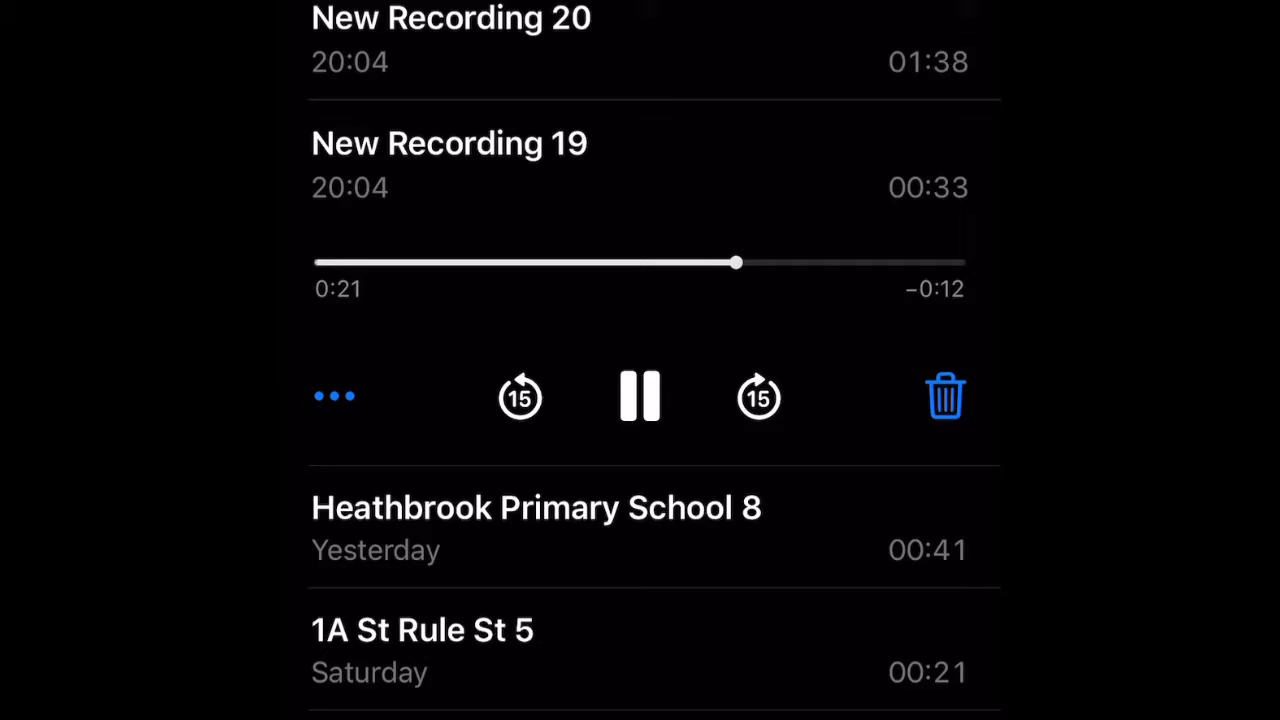 New Recording 20
20:04 01:38
New Recording 19
20:04 00:33
0:21 −0:12
15 15
Heathbrook Primary School 8
Yesterday 00:41
1A St Rule St 5
Saturday 00:21